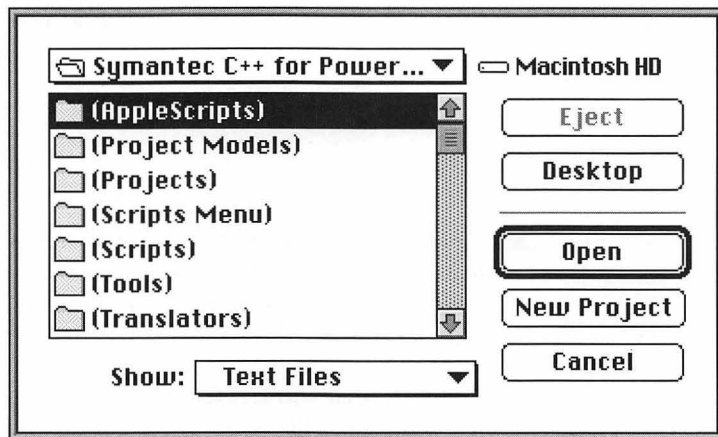 Symantec C++ for Power...
Macintosh HD
(AppleScripts)
(Project Models)
(Projects)
(Scripts Menu)
(Scripts)
(Tools)
(Translators)
Eject
Desktop
Open
New Project
Cancel
Show: Text Files